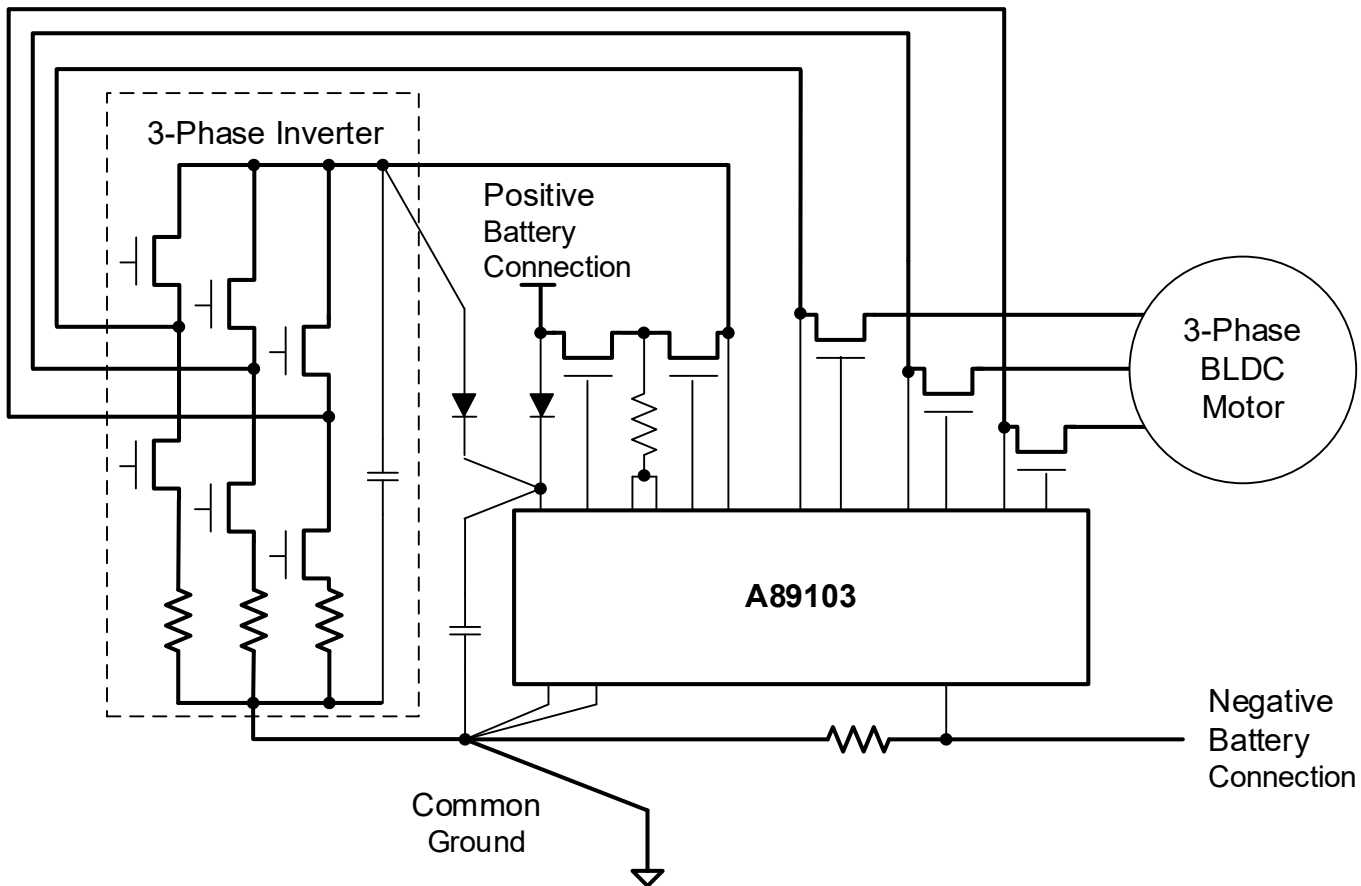 3-Phase Inverter
Positive
Battery
Connection
3-Phase
BLDC
Motor
A89103
Negative
Battery
Connection
Common
Ground